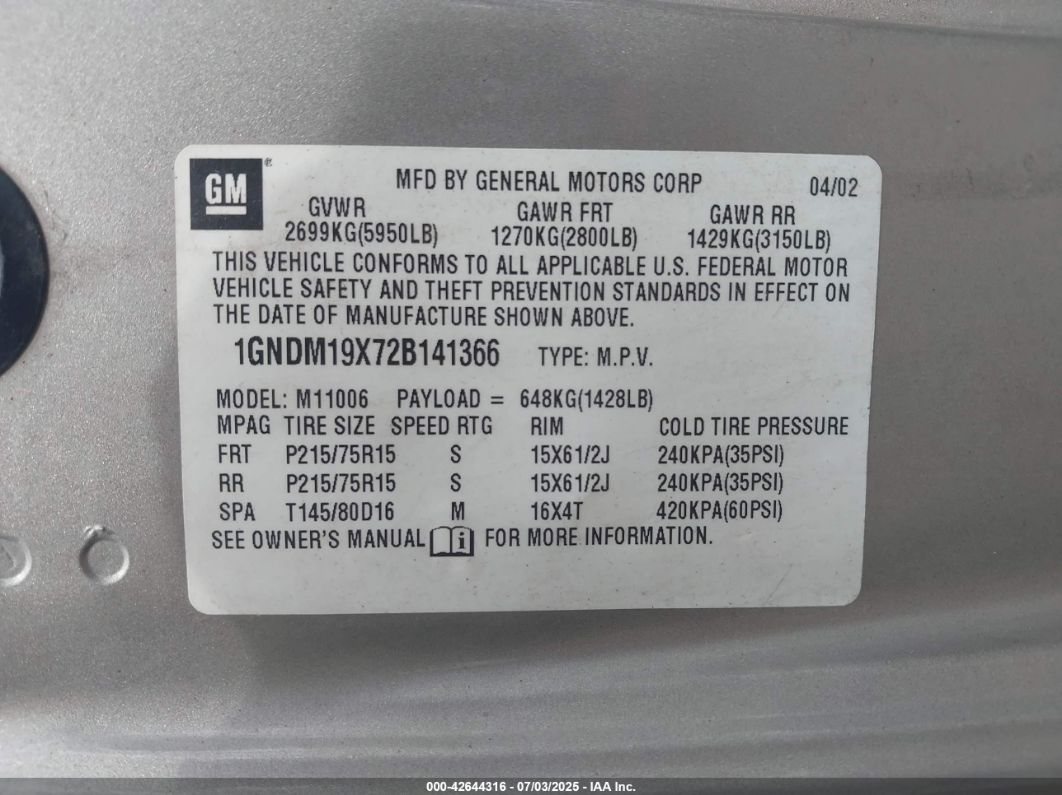 GM®
MFD BY GENERAL MOTORS CORP 04/02
GVWR GAWR FRT GAWR RR
2699KG(5950LB) 1270KG(2800LB) 1429KG(3150LB)
THIS VEHICLE CONFORMS TO ALL APPLICABLE U.S. FEDERAL MOTOR
VEHICLE SAFETY AND THEFT PREVENTION STANDARDS IN EFFECT ON
THE DATE OF MANUFACTURE SHOWN ABOVE.
1GNDM19X72B141366 TYPE: M.P.V.
MODEL: M11006 PAYLOAD = 648KG(1428LB)
MPAG TIRE SIZE SPEED RTG RIM COLD TIRE PRESSURE
FRT P215/75R15 S 15X61/2J 240KPA(35PSI)
RR P215/75R15 S 15X61/2J 240KPA(35PSI)
SPA T145/80D16 M 16X4T 420KPA(60PSI)
SEE OWNER'S MANUAL i FOR MORE INFORMATION.
000-42644316 - 07/03/2025 - IAA Inc.